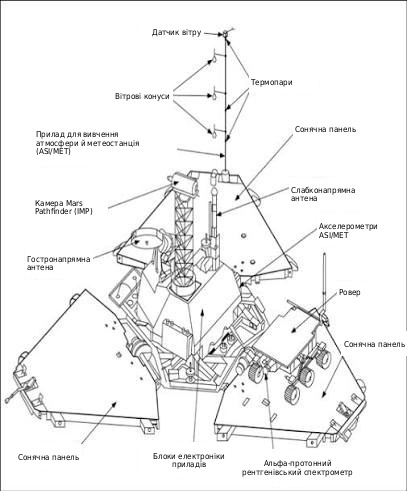 Датчик вітру
Термопари
Вітрові конуси
Сонячна панель
Прилад для вивчення
атмосфери й метеостанція
(ASI/MET)
Слабконапрямна
антена
Камера Mars
Pathfinder (IMP)
Акселерометри
ASI/MET
Гостронапрямна
антена
Ровер
Сонячна панель
Сонячна панель
Блоки електроніки
приладів
Альфа-протонний
рентгенівський спектрометр